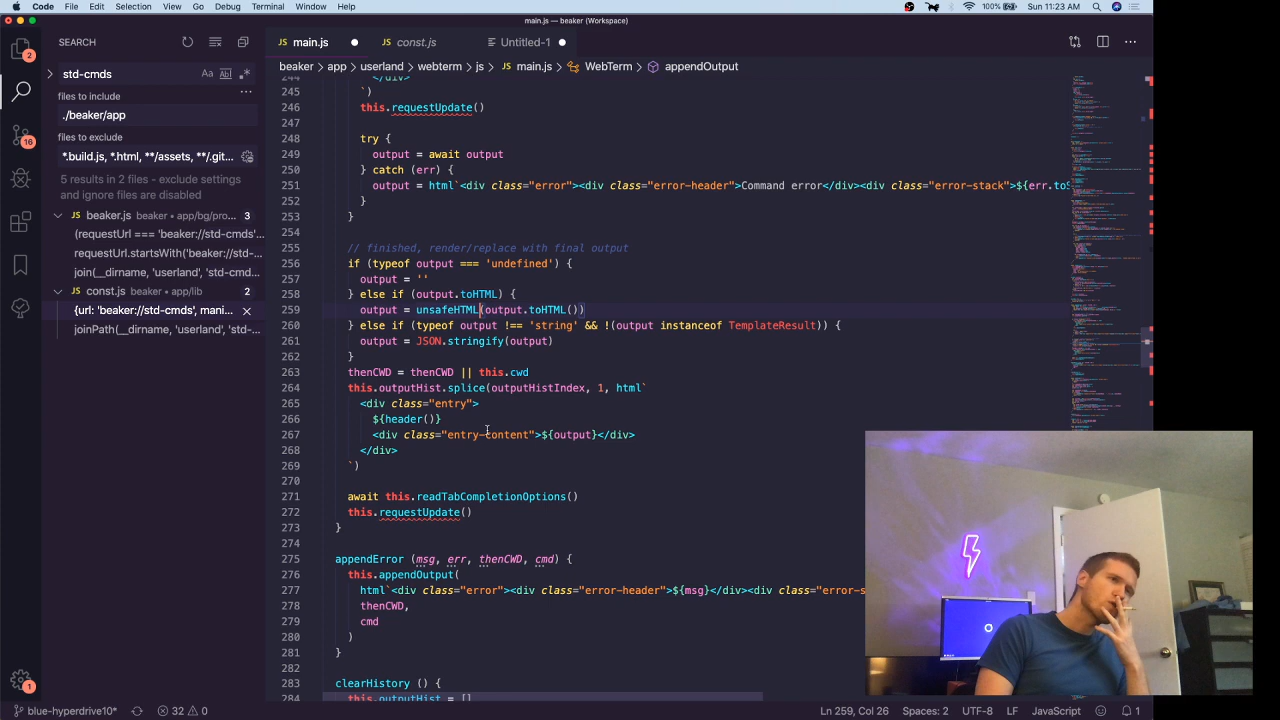 Code File Edit Selection View Go Debug Terminal Window Help 100% Sun 11:23 AM
main.js — beaker (Workspace)
SEARCH
main.js const.js Untitled-1
std-cmds
beaker > app > userland > webterm > js > main.js > WebTerm > appendOutput
files to include
./beaker/app
files to exclude
*.build.js, *.html, **/assets, **/git...
5 results in 2 files - exclude settings and ignore files are disabled
beaker.js beaker • app/bg/pro... 3
(requestUrl === 'beaker://std-cmds'
requestUrl.startsWith('beaker://std-...
join(__dirname, 'userland', 'std-cmd...
const.js beaker • app/lib 2
{url: 'beaker://std-cmds', mani...
joinPath(__dirname, 'userland', 'std-...
244 </div>
245 `)
246 this.requestUpdate()
247
248 try
249 output = await output
250 catch (err) {
251 output = html`<div class="error"><div class="error-header">Command error</div><div class="error-stack">${err.to
252 }
253 }
254
255 // finished, render/replace with final output
256 if (typeof output === 'undefined') {
257 output = ''
258 } else if (output.toHTML) {
259 output = unsafeHTML(output.toHTML())
260 } else if (typeof output !== 'string' && !(output instanceof TemplateResult)) {
261 output = JSON.stringify(output)
262 }
263 thenCWD = thenCWD || this.cwd
264 this.outputHist.splice(outputHistIndex, 1, html`
265 <div class="entry">
266 ${header()}
267 <div class="entry-content">${output}</div>
268 </div>
269 `)
270
271 await this.readTabCompletionOptions()
272 this.requestUpdate()
273 }
274
275 appendError (msg, err, thenCWD, cmd) {
276 this.appendOutput(
277 html`<div class="error"><div class="error-header">${msg}</div><div class="error-s
278 thenCWD,
279 cmd
280 )
281 }
282
283 clearHistory () {
284 this.outputHist = []
blue-hyperdrive10* 32 0 Ln 259, Col 26 Spaces: 2 UTF-8 LF JavaScript 1